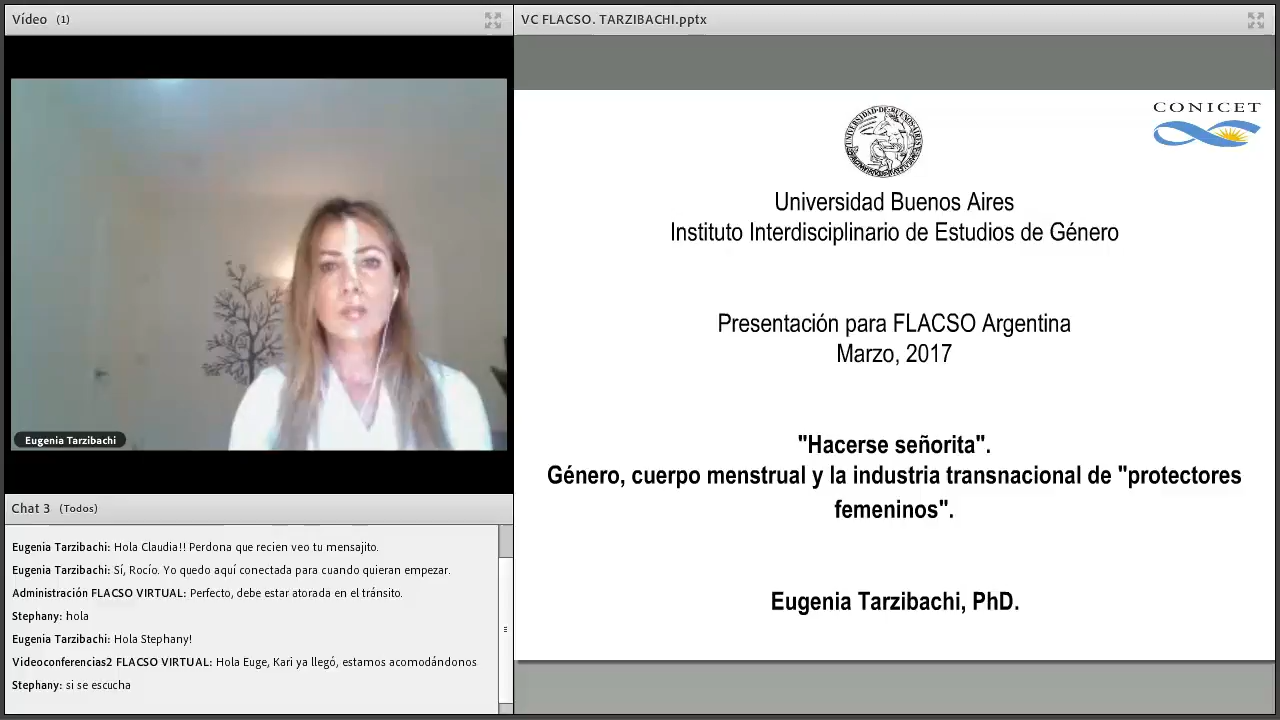 Vídeo (1)
Eugenia Tarzibachi
Chat 3 (Todos)
Eugenia Tarzibachi: Hola Claudia!! Perdona que recien veo tu mensajito.
Eugenia Tarzibachi: Sí, Rocío. Yo quedo aquí conectada para cuando quieran empezar.
Administración FLACSO VIRTUAL: Perfecto, debe estar atorada en el tránsito.
Stephany: hola
Eugenia Tarzibachi: Hola Stephany!
Videoconferencias2 FLACSO VIRTUAL: Hola Euge, Kari ya llegó, estamos acomodándonos
Stephany: si se escucha
VC FLACSO. TARZIBACHI.pptx
CONICET
Universidad Buenos Aires
Instituto Interdisciplinario de Estudios de Género
Presentación para FLACSO Argentina
Marzo, 2017
"Hacerse señorita".
Género, cuerpo menstrual y la industria transnacional de "protectores
femeninos".
Eugenia Tarzibachi, PhD.